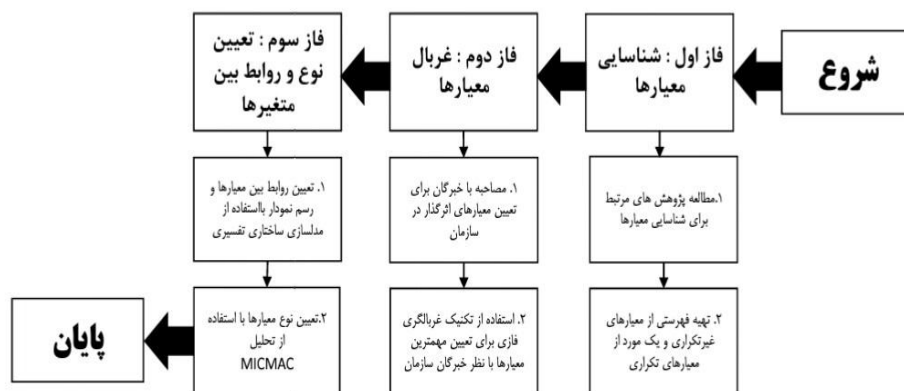 شروع
فاز اول : شناسایی
معیارها
۱.مطالعه پژوهش های مرتبط
برای شناسایی معیارها
۲. تهیه فهرستی از معیارهای
غیرتکراری و یک مورد از
معیارهای تکراری
فاز دوم : غربال
معیارها
۱. مصاحبه با خبرگان برای
تعیین معیارهای اثرگذار در
سازمان
۲. استفاده از تکنیک غربالگری
فازی برای تعیین مهمترین
معیارها با نظر خبرگان سازمان
فاز سوم : تعیین
نوع و روابط بین
متغیرها
۱. تعیین روابط بین معیارها و
رسم نمودار بااستفاده از
مدلسازی ساختاری تفسیری
۲.تعیین نوع معیارها با استفاده
از تحلیل
MICMAC
پایان